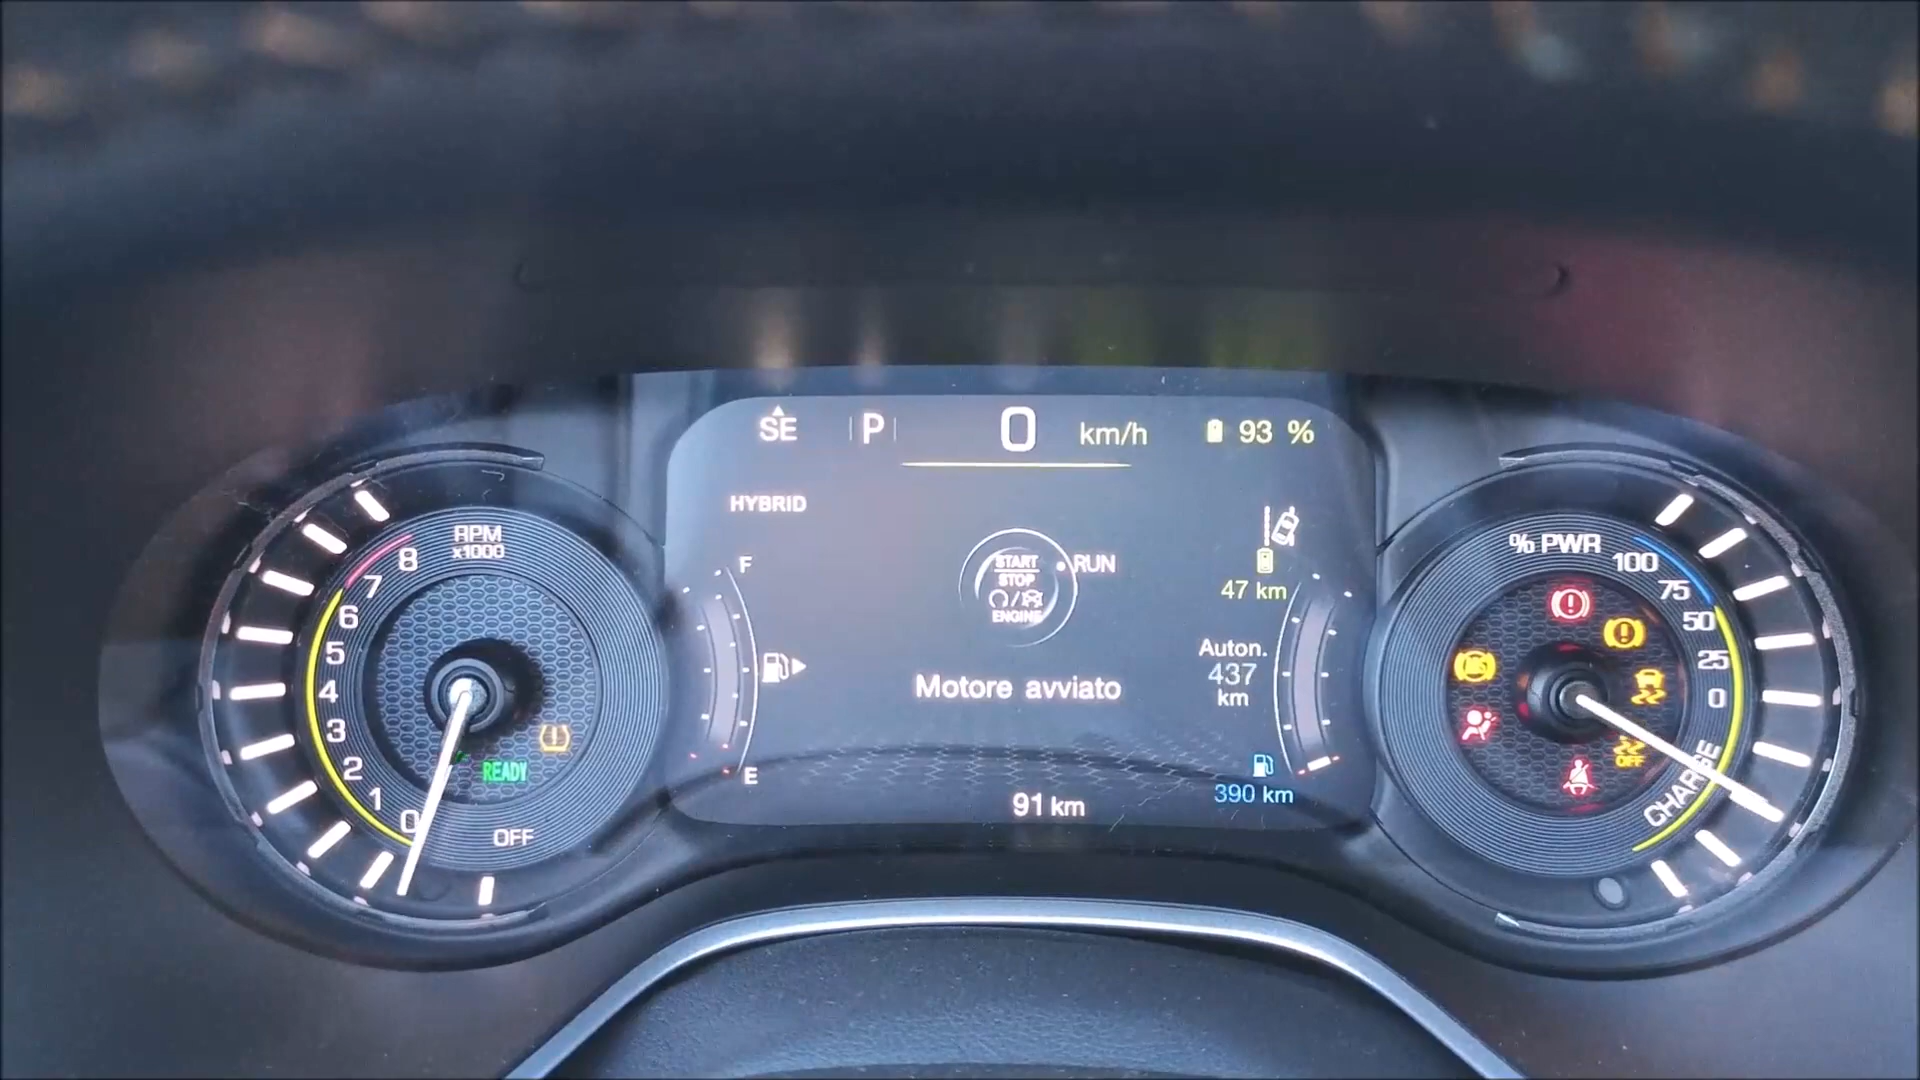 SE P 0 km/h 93 %
HYBRID
RPM
x1000
8
7
6
5
4
3
2
1
0
OFF
READY
F
E
START
STOP
ENGINE
RUN
Motore avviato
91 km
47 km
Auton.
437
km
390 km
% PWR
100
75
50
25
0
CHARGE
OFF